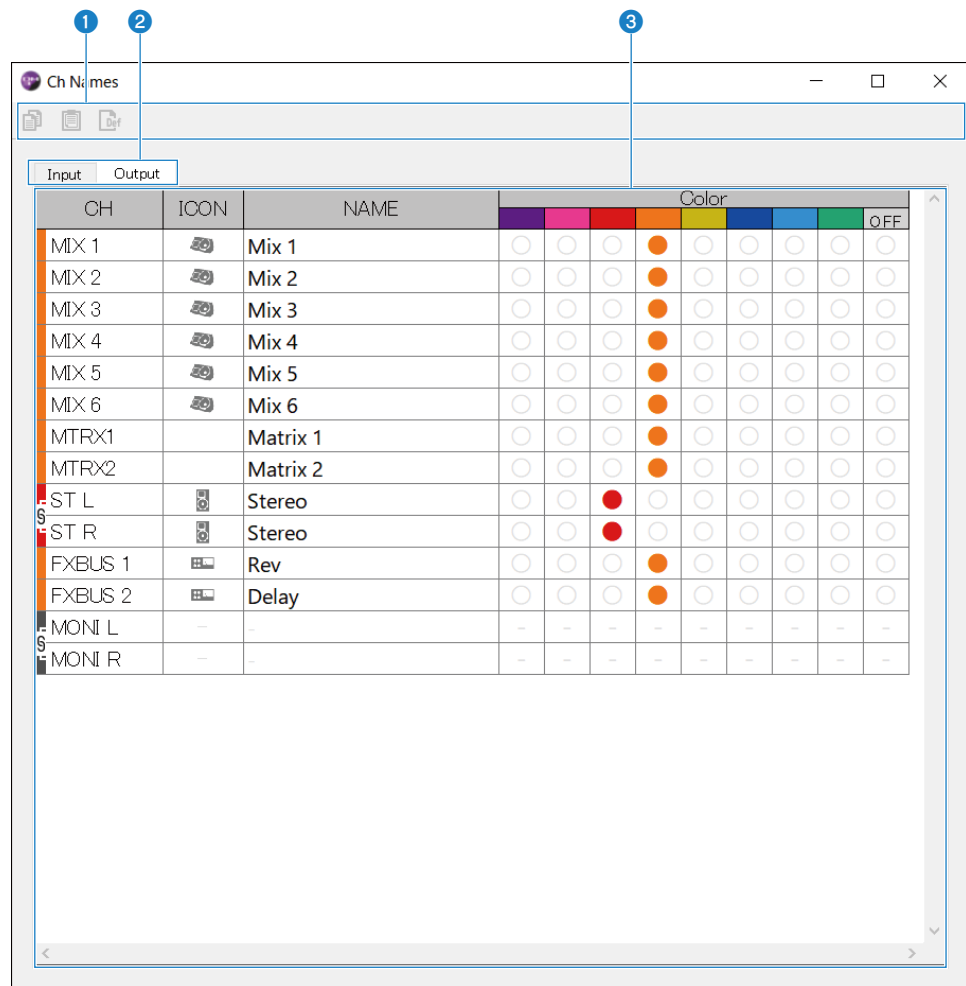 1 2 3
Ch Names
Def
Input Output
CH ICON NAME Color
OFF
MIX 1 Mix 1
MIX 2 Mix 2
MIX 3 Mix 3
MIX 4 Mix 4
MIX 5 Mix 5
MIX 6 Mix 6
MTRX1 Matrix 1
MTRX2 Matrix 2
ST L Stereo
ST R Stereo
FXBUS 1 Rev
FXBUS 2 Delay
MONI L – - - - - - - - - - -
MONI R – - - - - - - - - - -